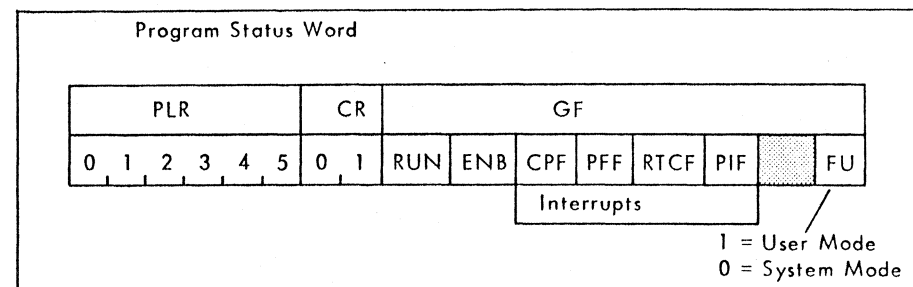 Program Status Word
PLR CR GF
0 1 2 3 4 5 0 1 RUN ENB CPF PFF RTCF PIF FU
Interrupts
1 = User Mode
0 = System Mode